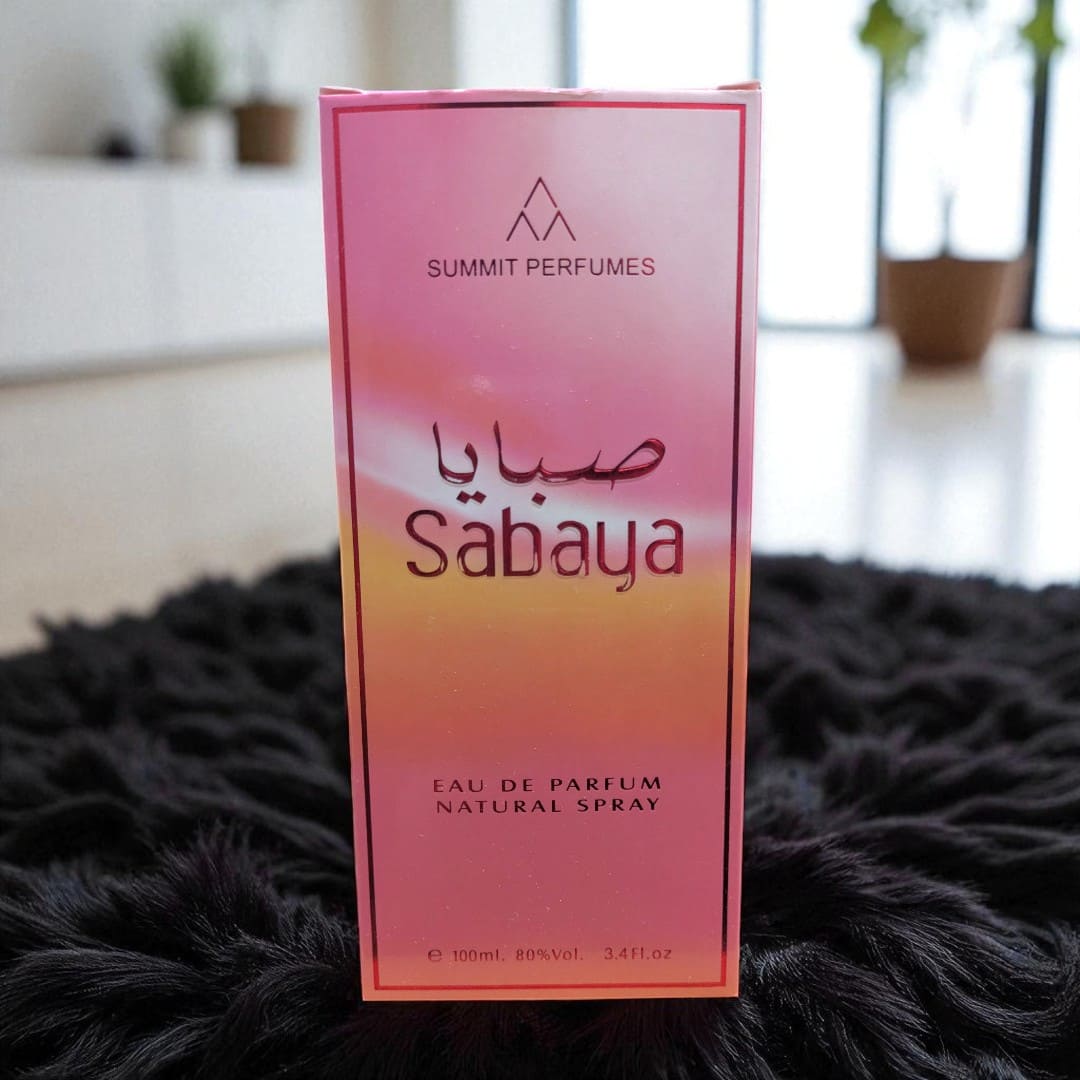 SUMMIT PERFUMES
صبايا
Sabaya
EAU DE PARFUM
NATURAL SPRAY
e 100ml. 80%Vol. 3.4Fl.oz